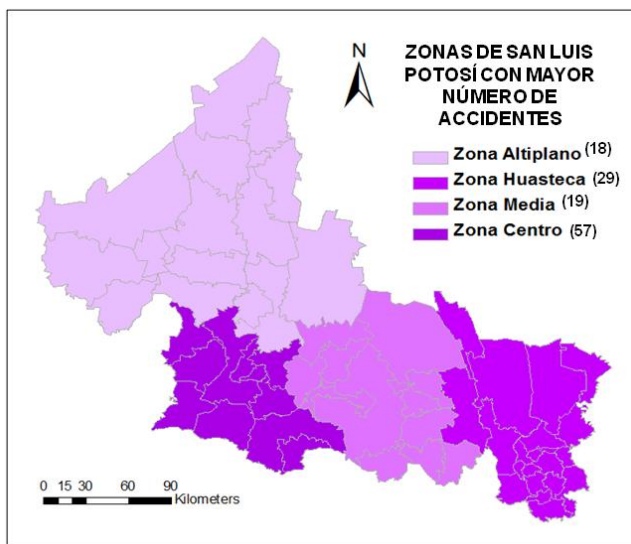 N
ZONAS DE SAN LUIS
POTOSÍ CON MAYOR
NÚMERO DE
ACCIDENTES
Zona Altiplano (18)
Zona Huasteca (29)
Zona Media (19)
Zona Centro (57)
0 15 30 60 90
Kilometers